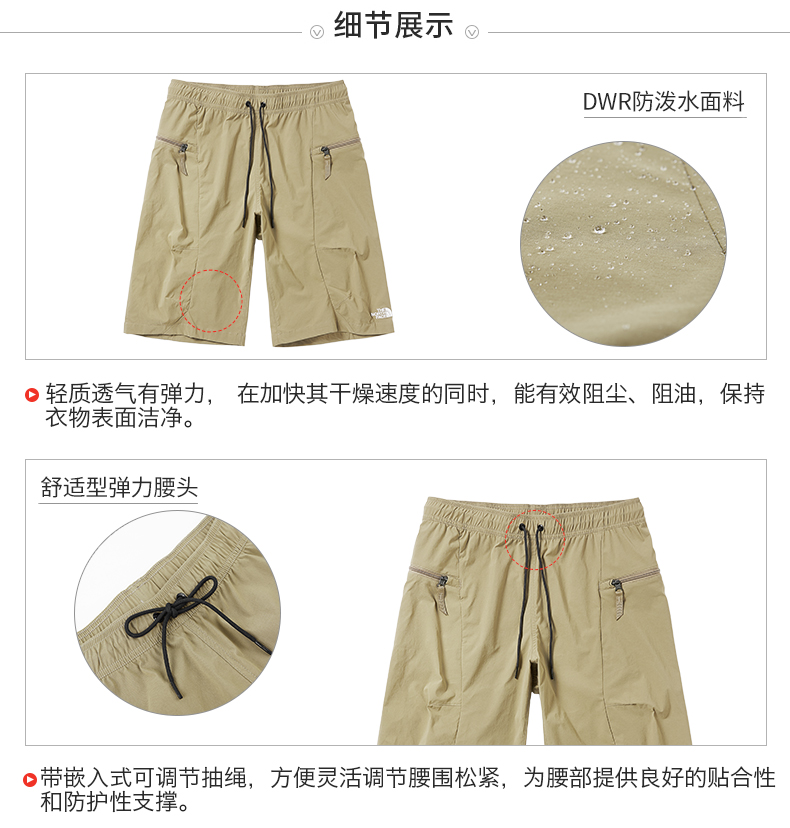 细节展示
DWR防泼水面料
轻质透气有弹力， 在加快其干燥速度的同时，能有效阻尘、阻油，保持
衣物表面洁净。
舒适型弹力腰头
带嵌入式可调节抽绳，方便灵活调节腰围松紧，为腰部提供良好的贴合性
和防护性支撑。